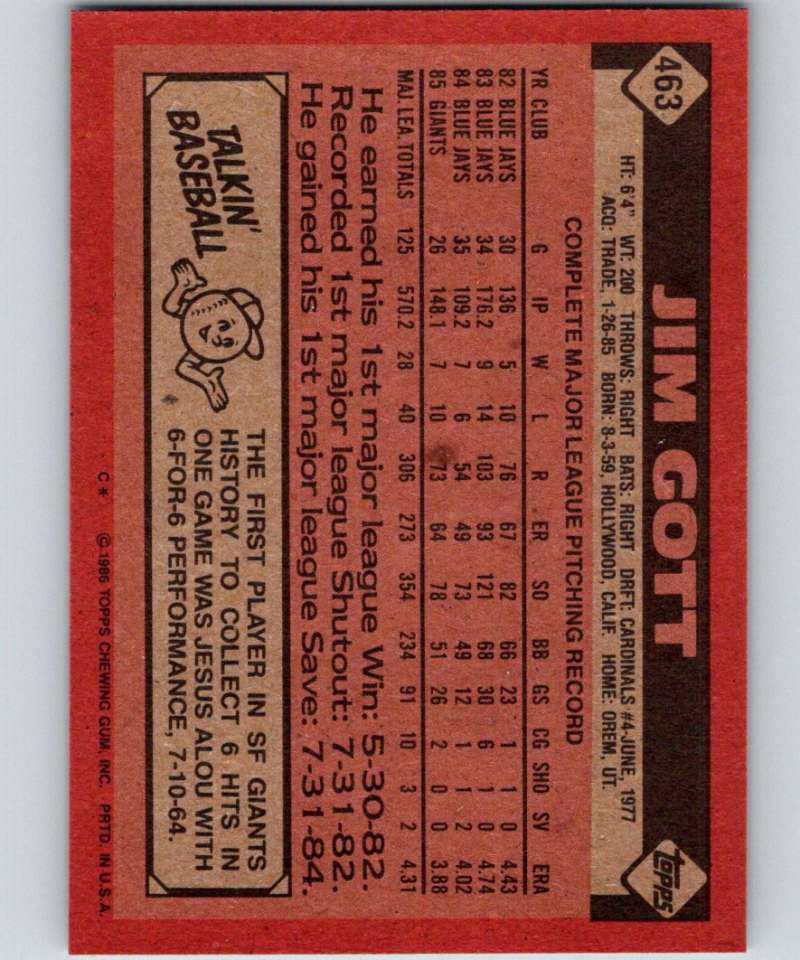 463
JIM GOTT
TOPPS
HT: 6'4" WT: 200 THROWS: RIGHT BATS: RIGHT DRFT: CARDINALS #4-JUNE, 1977
ACQ: TRADE, 1-26-85 BORN: 8-3-59, HOLLYWOOD, CALIF. HOME: OREM, UT.
COMPLETE MAJOR LEAGUE PITCHING RECORD
YR CLUB G IP W L R ER SO BB GS CG SHO SV ERA
82 BLUE JAYS 30 136 5 10 76 67 82 66 23 1 1 0 4.43
83 BLUE JAYS 34 176.2 9 14 103 93 121 68 30 6 1 0 4.74
84 BLUE JAYS 35 109.2 7 6 54 49 73 49 12 1 1 2 4.02
85 GIANTS 26 148.1 7 10 73 64 78 51 26 2 0 0 3.88
MAJ. LEA. TOTALS 125 570.2 28 40 306 273 354 234 91 10 3 2 4.31
He earned his 1st major league Win: 5-30-82.
Recorded 1st major league Shutout: 7-31-82.
He gained his 1st major league Save: 7-31-84.
TALKIN'
BASEBALL
THE FIRST PLAYER IN SF GIANTS
HISTORY TO COLLECT 6 HITS IN
ONE GAME WAS JESUS ALOU WITH
6-FOR-6 PERFORMANCE, 7-10-64.
C* © 1986 TOPPS CHEWING GUM, INC. PRTD. IN U.S.A.